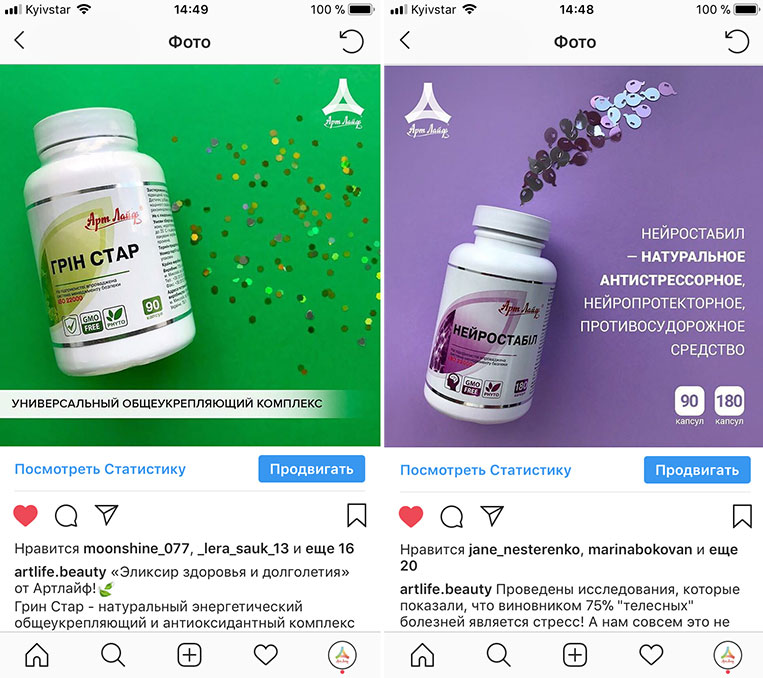 Kyivstar 14:49 100 %
Фото
Арт Лайф
Арт Лайф
ГРІН СТАР
ISO 22000
GMO
FREE
PHYTO
90
капсул
УНИВЕРСАЛЬНЫЙ ОБЩЕУКРЕПЛЯЮЩИЙ КОМПЛЕКС
Посмотреть Статистику
Продвигать
Нравится moonshine_077, _lera_sauk_13 и еще 16
artlife.beauty «Эликсир здоровья и долголетия»
от Артлайф!
Грин Стар - натуральный энергетический
общеукрепляющий и антиоксидантный комплекс
Kyivstar 14:48 100 %
Фото
Арт Лайф
НЕЙРОСТАБИЛ
– НАТУРАЛЬНОЕ
АНТИСТРЕССОРНОЕ,
НЕЙРОПРОТЕКТОРНОЕ,
ПРОТИВОСУДОРОЖНОЕ
СРЕДСТВО
Арт Лайф
НЕЙРОСТАБІЛ
GMO
FREE
PHYTO
180
90
капсул
180
капсул
Посмотреть Статистику
Продвигать
Нравится jane_nesterenko, marinabokovan и еще
20
artlife.beauty Проведены исследования, которые
показали, что виновником 75% "телесных"
болезней является стресс! А нам совсем это не